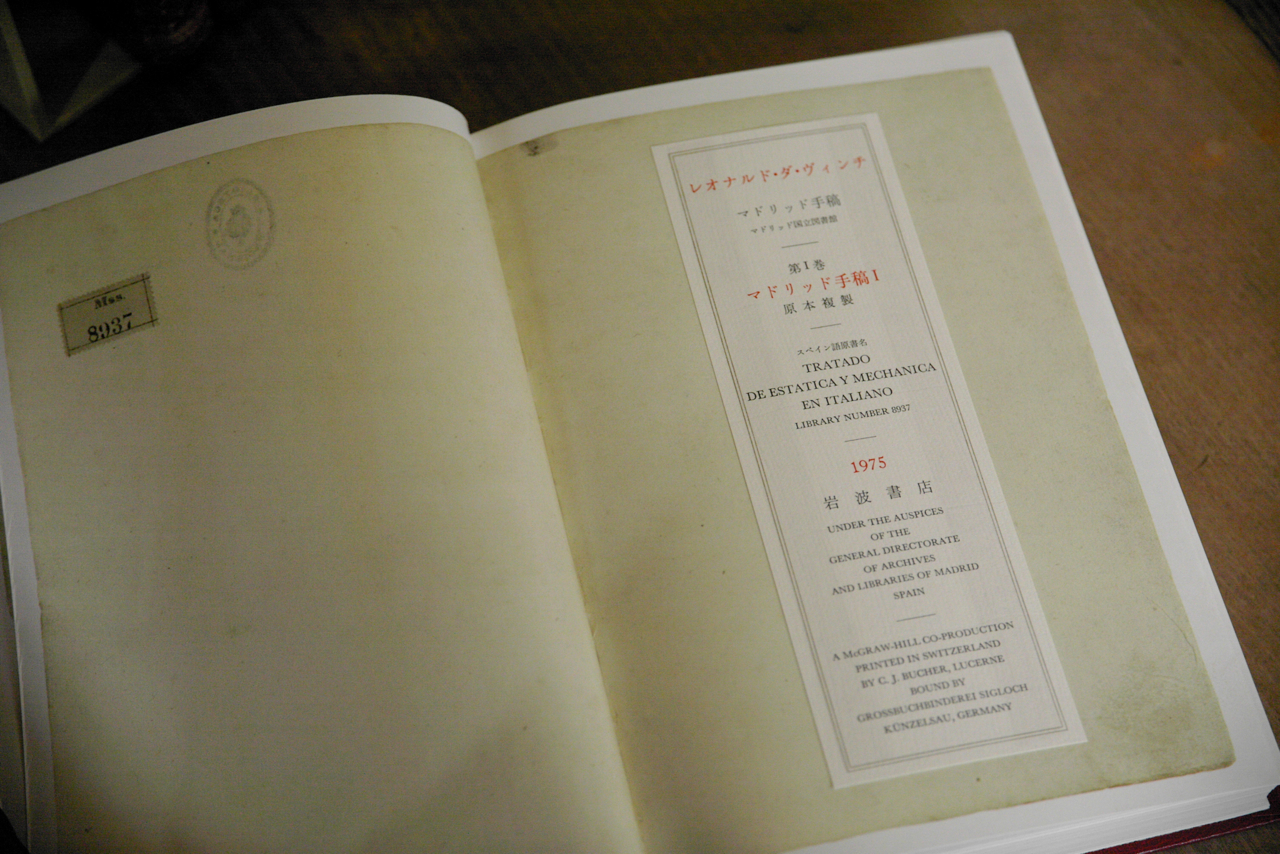 Mss.
8937
レオナルド・ダ・ヴィンチ
マドリッド手稿
マドリッド国立図書館
第I巻
マドリッド手稿I
原本複製
スペイン語原書名
TRATADO
DE ESTATICA Y MECHANICA
EN ITALIANO
LIBRARY NUMBER 8937
1975
岩波書店
UNDER THE AUSPICES
OF THE
GENERAL DIRECTORATE
OF ARCHIVES
AND LIBRARIES OF MADRID
SPAIN
A McGRAW-HILL CO-PRODUCTION
PRINTED IN SWITZERLAND
BY C. J. BUCHER, LUCERNE
BOUND BY
GROSSBUCHBINDEREI SIGLOCH
KÜNZELSAU, GERMANY